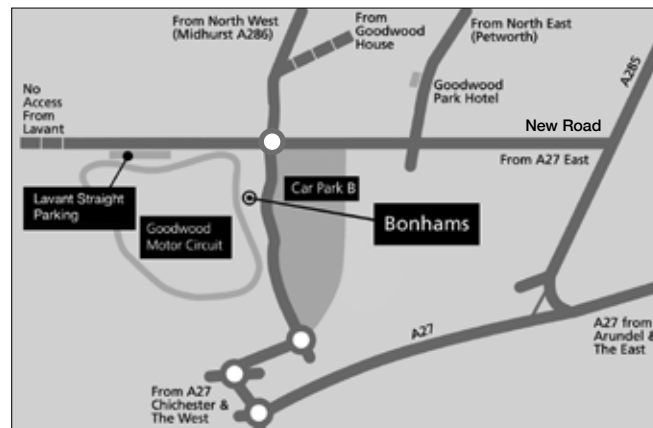 From North West
(Midhurst A286)
From
Goodwood
House
From North East
(Petworth)
A285
No
Access
From
Lavant
Goodwood
Park Hotel
New Road
From A27 East
Lavant Straight
Parking
Car Park B
Goodwood
Motor Circuit
Bonhams
A27
A27 from
Arundel &
The East
From A27
Chichester &
The West